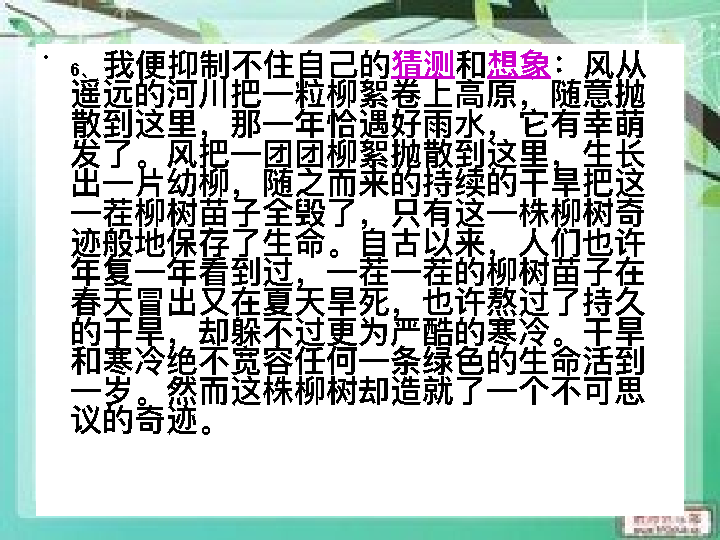 6、我便抑制不住自己的猜测和想象：风从
遥远的河川把一粒柳絮卷上高原，随意抛
散到这里，那一年恰遇好雨水，它有幸萌
发了。风把一团团柳絮抛散到这里，生长
出一片幼柳，随之而来的持续的干旱把这
一茬柳树苗子全毁了，只有这一株柳树奇
迹般地保存了生命。自古以来，人们也许
年复一年看到过，一茬一茬的柳树苗子在
春天冒出又在夏天旱死，也许熬过了持久
的干旱，却躲不过更为严酷的寒冷。干旱
和寒冷绝不宽容任何一条绿色的生命活到
一岁。然而这株柳树却造就了一个不可思
议的奇迹。